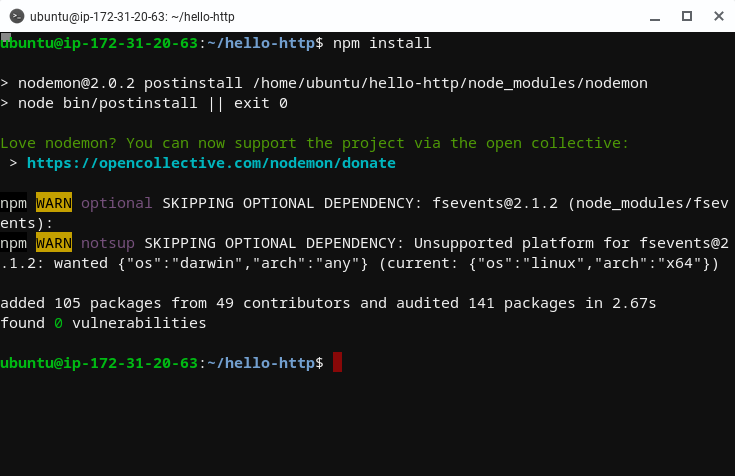 ubuntu@ip-172-31-20-63: ~/hello-http
ubuntu@ip-172-31-20-63:~/hello-http$ npm install
> nodemon@2.0.2 postinstall /home/ubuntu/hello-http/node_modules/nodemon
> node bin/postinstall || exit 0
Love nodemon? You can now support the project via the open collective:
 > https://opencollective.com/nodemon/donate
npm WARN optional SKIPPING OPTIONAL DEPENDENCY: fsevents@2.1.2 (node_modules/fsev
ents):
npm WARN notsup SKIPPING OPTIONAL DEPENDENCY: Unsupported platform for fsevents@2
.1.2: wanted {"os":"darwin","arch":"any"} (current: {"os":"linux","arch":"x64"})
added 105 packages from 49 contributors and audited 141 packages in 2.67s
found 0 vulnerabilities
ubuntu@ip-172-31-20-63:~/hello-http$